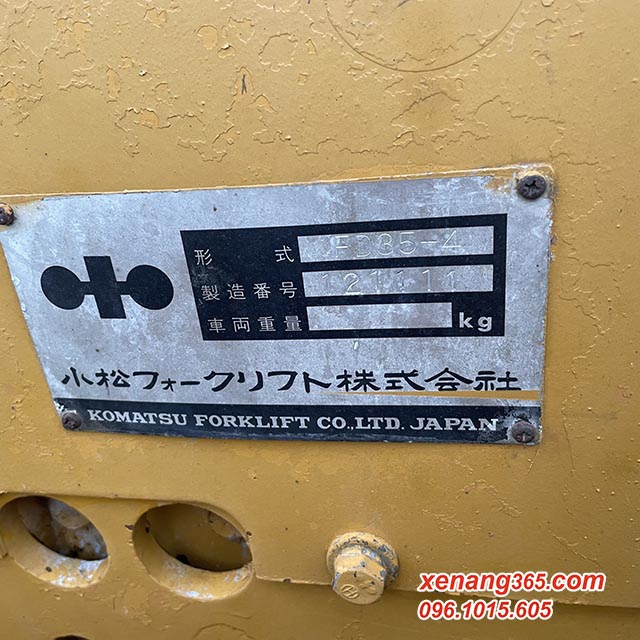 形式 FD35-4
製造番号 121111
車両重量 kg
小松フォークリフト株式会社
KOMATSU FORKLIFT CO.,LTD. JAPAN
xenang365.com
096.1015.605